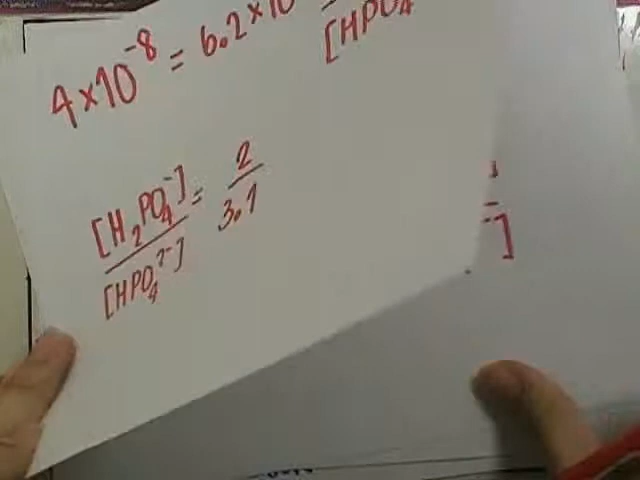 4×10⁻⁸ = 6.2×10
[HPO₄
[H₂PO₄⁻] = 2
[HPO₄²⁻] 3.1
]